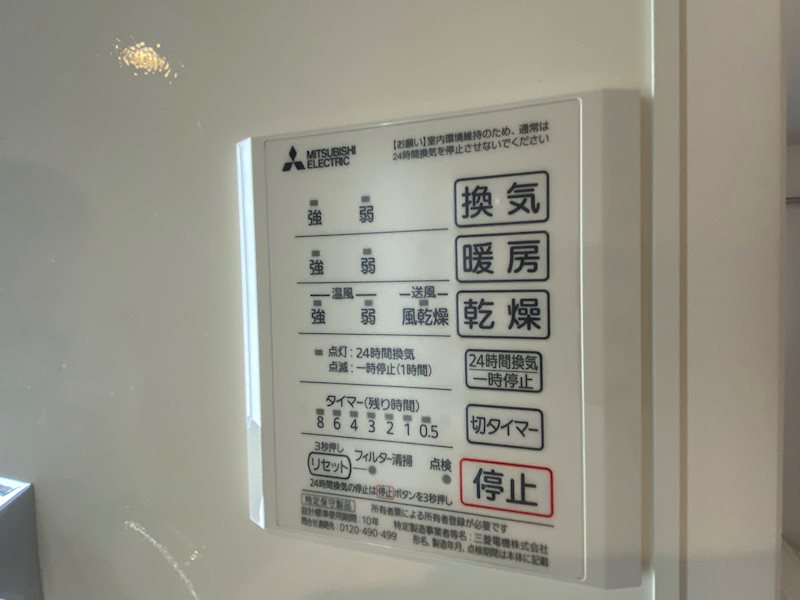 MITSUBISHI
ELECTRIC
【お願い】室内環境維持のため、通常は
24時間換気を停止させないでください
強 弱 換気
強 弱 暖房
温風 送風
強 弱 風乾燥 乾燥
点灯:24時間換気
点滅:一時停止(1時間)
24時間換気
一時停止
タイマー(残り時間)
8 6 4 3 2 1 0.5
切タイマー
3秒押し
リセット フィルター清掃 点検
停止
24時間換気の停止は停止ボタンを3秒押し
特定保守製品 所有者票による所有者登録が必要です
設計標準使用期間:10年 特定製造事業者等名:三菱電機株式会社
問合せ連絡先:0120-490-499 形名、製造年月、点検期間は本体に記載